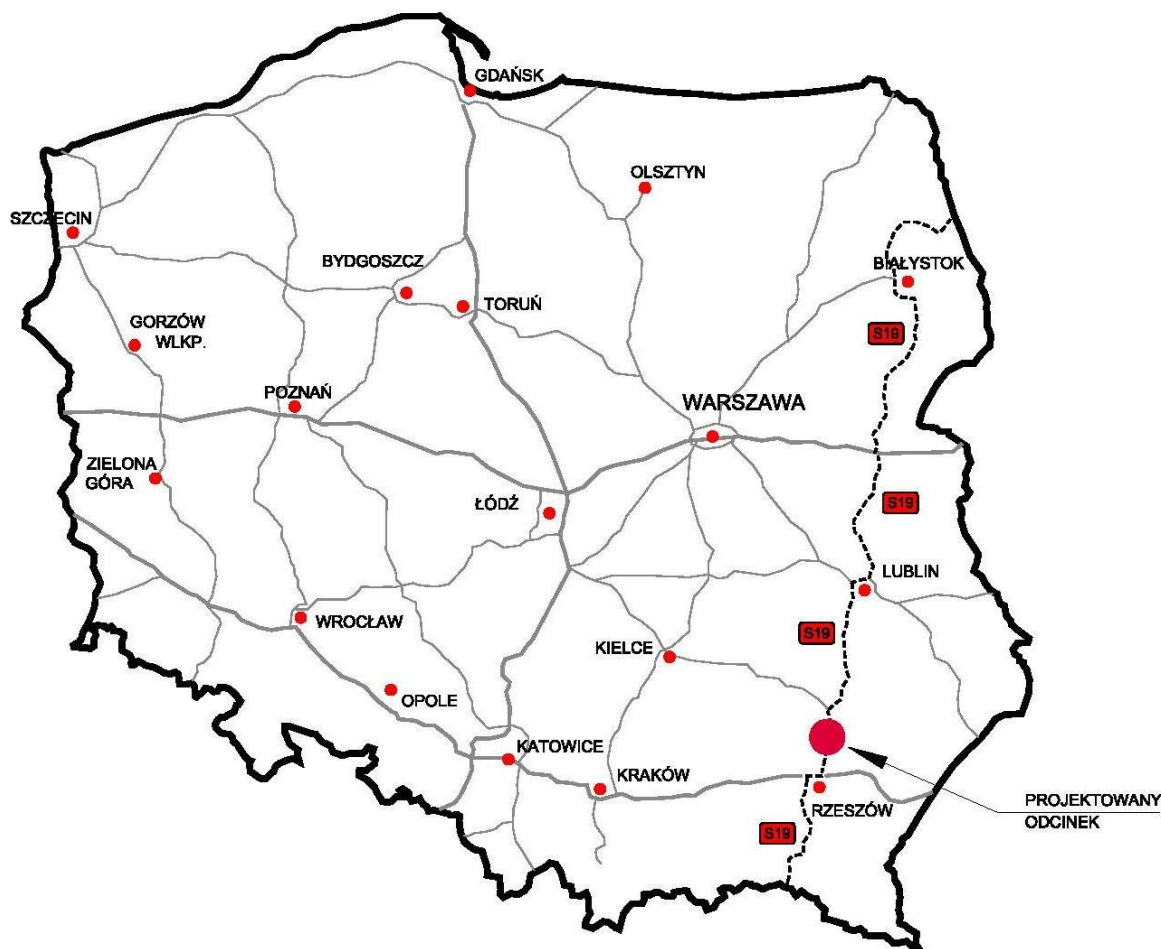 GDAŃSK
OLSZTYN
SZCZECIN
BYDGOSZCZ
BIAŁYSTOK
TORUŃ
GORZÓW
WLKP.
S19
POZNAŃ
WARSZAWA
ZIELONA
GÓRA
ŁÓDŹ
S19
LUBLIN
WROCŁAW
S19
KIELCE
OPOLE
KATOWICE
KRAKÓW
RZESZÓW
PROJEKTOWANY
ODCINEK
S19